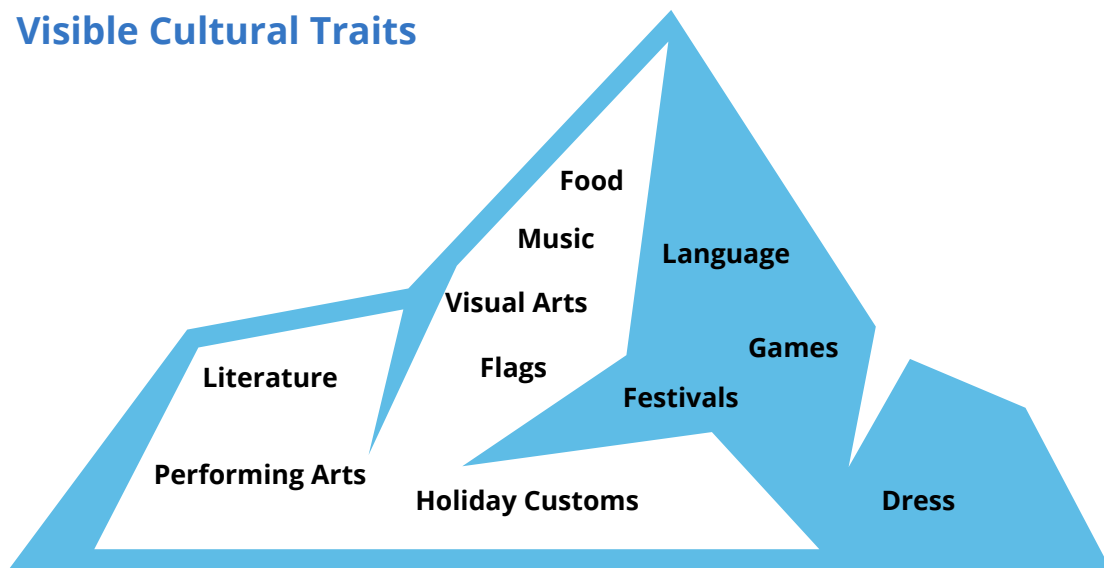 Visible Cultural Traits
Food
Music
Language
Visual Arts
Games
Flags
Literature
Festivals
Performing Arts
Holiday Customs
Dress